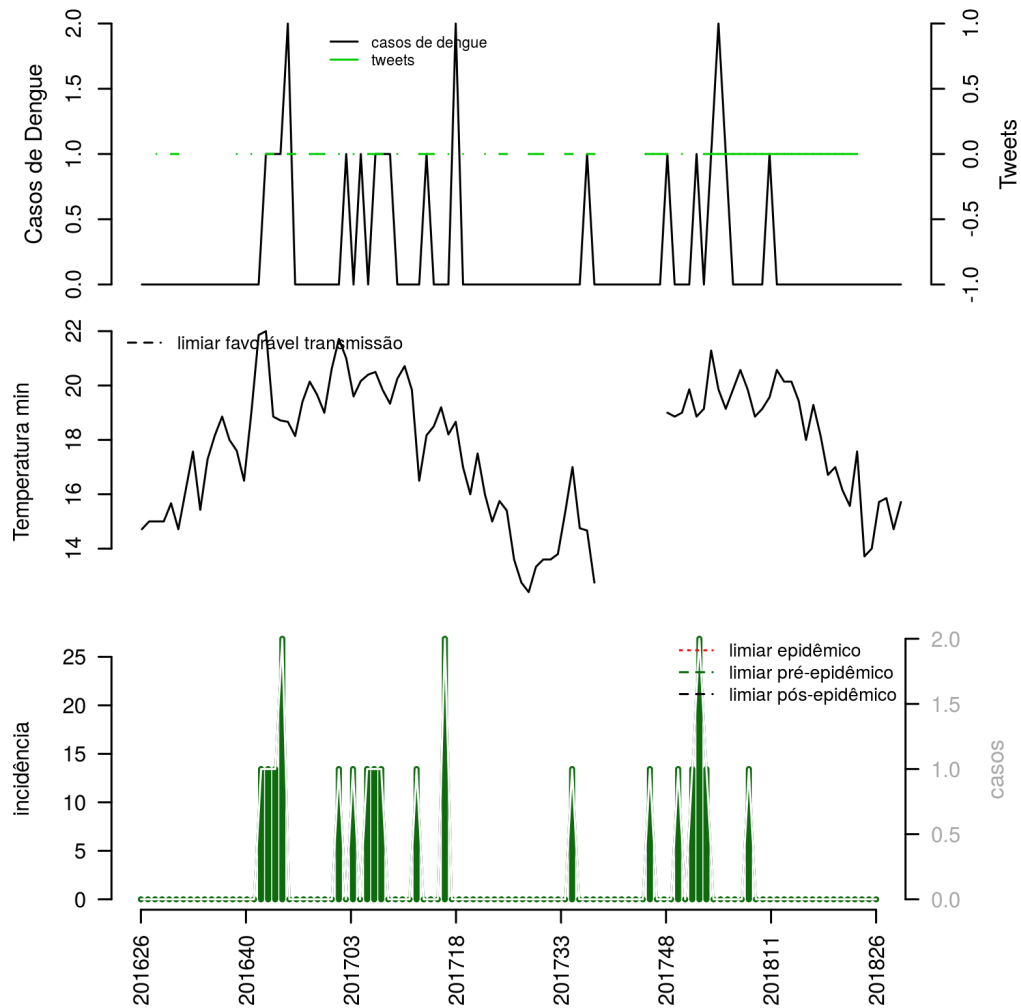 Casos de Dengue
0.0 0.5 1.0 1.5 2.0
casos de dengue
tweets
-1.0 -0.5 0.0 0.5 1.0
Tweets
Temperatura min
14 16 18 20 22
limiar favorável transmissão
incidência
0
5
10
15
20
25
limiar epidêmico
limiar pré-epidêmico
limiar pós-epidêmico
0.0
0.5
1.0
1.5
2.0
casos
201626 201640 201703 201718 201733 201748 201811 201826